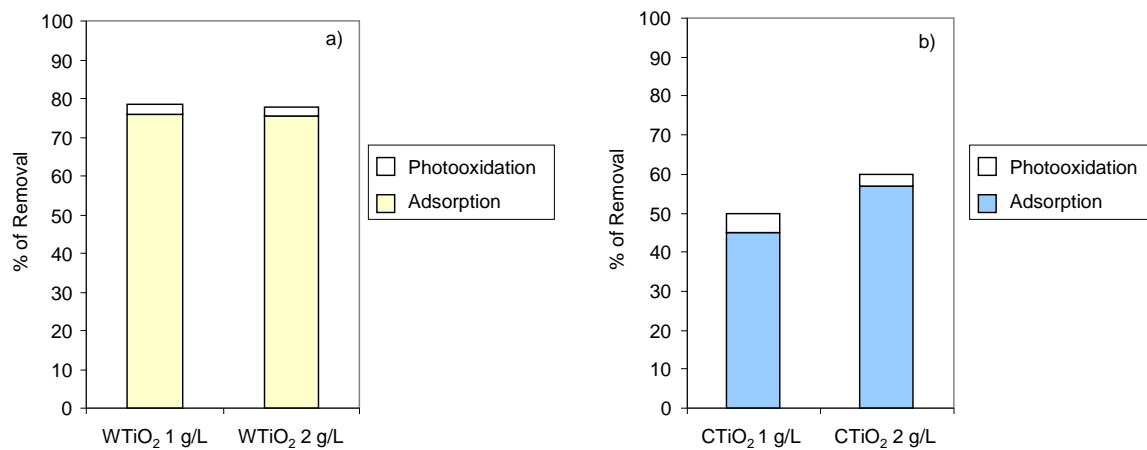 a)
% of Removal
100
90
80
70
60
50
40
30
20
10
0
WTiO₂ 1 g/L WTiO₂ 2 g/L
Photooxidation
Adsorption
b)
% of Removal
100
90
80
70
60
50
40
30
20
10
0
CTiO₂ 1 g/L CTiO₂ 2 g/L
Photooxidation
Adsorption